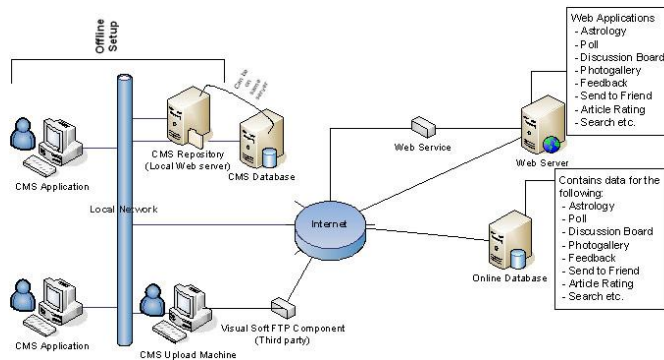 Offline
Setup
Can be
on
same
server
CMS Application
CMS Repository
(Local Web server)
CMS Database
Local Network
Internet
Web Service
Web Server
Web Applications
- Astrology
- Poll
- Discussion Board
- Photogallery
- Feedback
- Send to Friend
- Article Rating
- Search etc.
Contains data for the
following:
- Astrology
- Poll
- Discussion Board
- Photogallery
- Feedback
- Send to Friend
- Article Rating
- Search etc.
Online Database
CMS Application
CMS Upload Machine
Visual Soft FTP Component
(Third party)